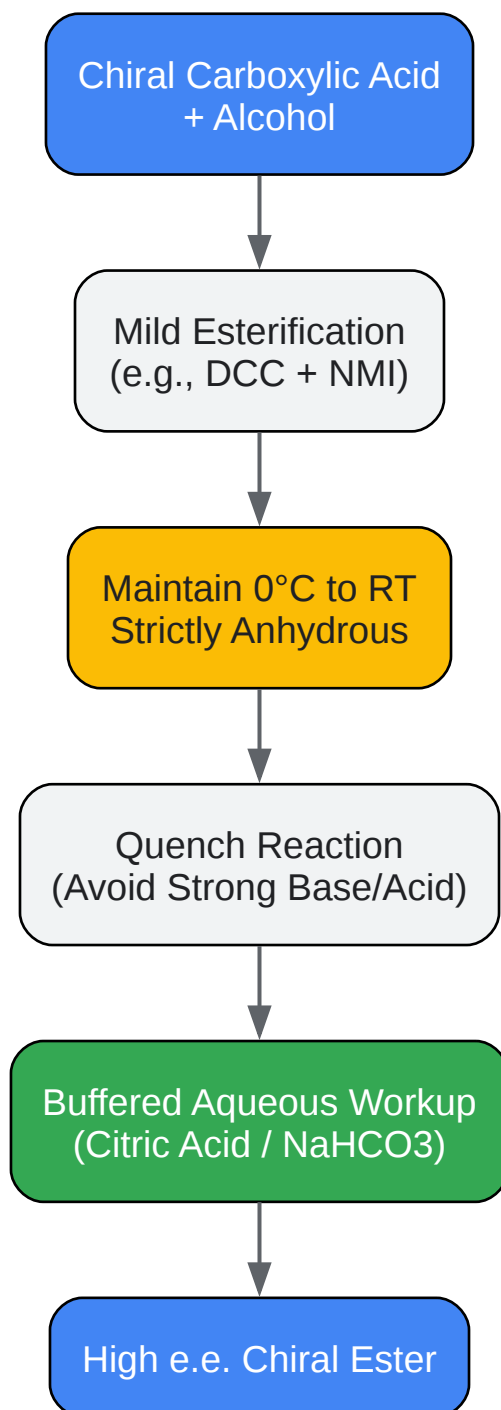 Chiral Carboxylic Acid
+ Alcohol
Mild Esterification
(e.g., DCC + NMI)
Maintain 0°C to RT
Strictly Anhydrous
Quench Reaction
(Avoid Strong Base/Acid)
Buffered Aqueous Workup
(Citric Acid / NaHCO3)
High e.e. Chiral Ester